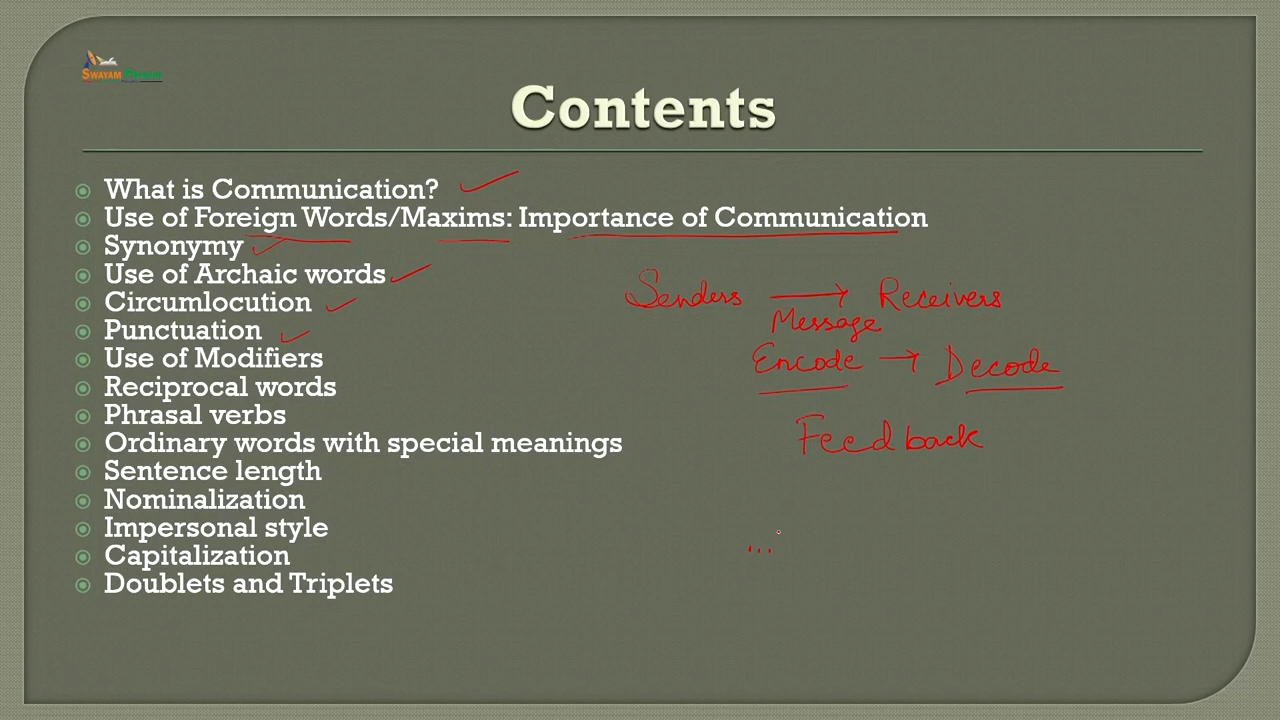 SWAYAM PRABHA
Contents
What is Communication?
Use of Foreign Words/Maxims: Importance of Communication
Synonymy
Use of Archaic words
Circumlocution
Punctuation
Use of Modifiers
Reciprocal words
Phrasal verbs
Ordinary words with special meanings
Sentence length
Nominalization
Impersonal style
Capitalization
Doublets and Triplets
Senders → Receivers
Message
Encode → Decode
Feedback
...